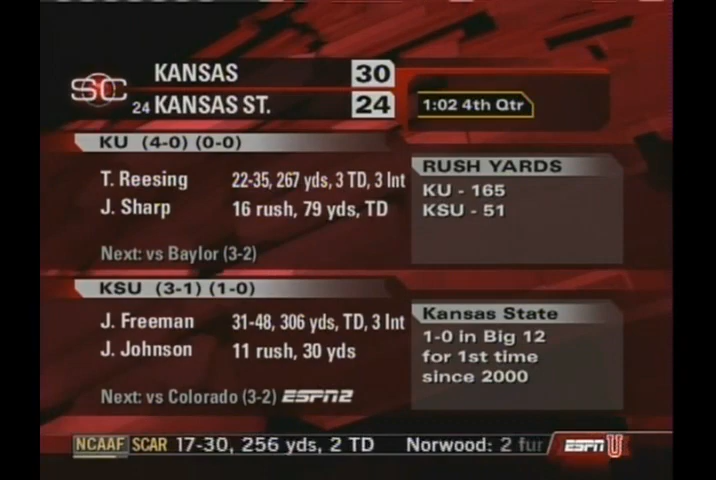 SC
KANSAS 30
24 KANSAS ST. 24
1:02 4th Qtr
KU (4-0) (0-0)
T. Reesing 22-35, 267 yds, 3 TD, 3 Int
J. Sharp 16 rush, 79 yds, TD
Next: vs Baylor (3-2)
RUSH YARDS
KU - 165
KSU - 51
KSU (3-1) (1-0)
J. Freeman 31-48, 306 yds, TD, 3 Int
J. Johnson 11 rush, 30 yds
Next: vs Colorado (3-2) ESPN2
Kansas State
1-0 in Big 12
for 1st time
since 2000
NCAAF SCAR 17-30, 256 yds, 2 TD Norwood: 2 fu ESPNU